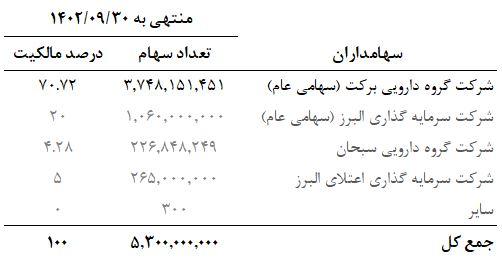 منتهی به ۱۴۰۲/۰۹/۳۰
سهامداران تعداد سهام درصد مالکیت
شرکت گروه دارویی برکت (سهامی عام) ۳,۷۴۸,۱۵۱,۴۵۱ ۷۰.۷۲
شرکت سرمایه گذاری البرز (سهامی عام) ۱,۰۶۰,۰۰۰,۰۰۰ ۲۰
شرکت گروه دارویی سبحان ۲۲۶,۸۴۸,۲۴۹ ۴.۲۸
شرکت سرمایه گذاری اعتلای البرز ۲۶۵,۰۰۰,۰۰۰ ۵
سایر ۳۰۰ ۰
جمع کل ۵,۳۰۰,۰۰۰,۰۰۰ ۱۰۰